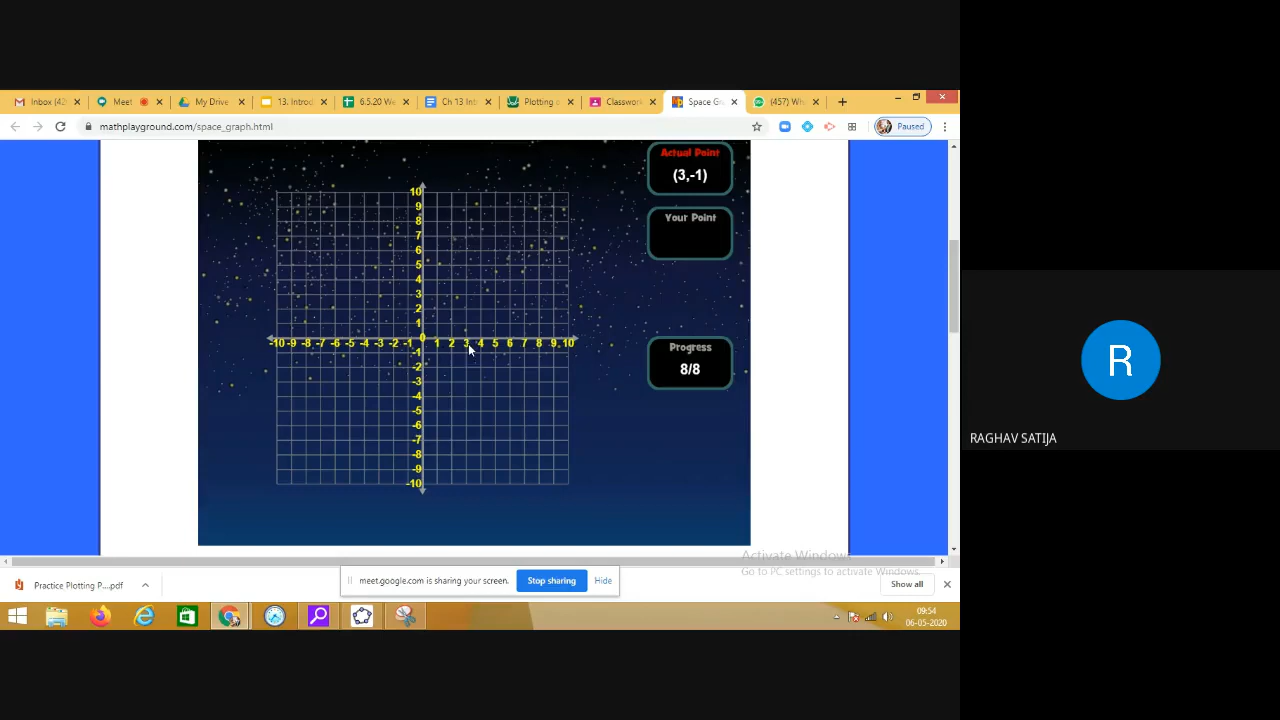 Inbox (42
Meet
My Drive
13. Introd
6.5.20 We
Ch 13 Intr
Plotting o
Classwor
Space Gr
(457) Wh
mathplayground.com/space_graph.html
Paused
Actual Point
(3,-1)
Your Point
10
9
8
7
6
5
4
3
2
1
0
-10 -9 -8 -7 -6 -5 -4 -3 -2 -1 1 2 3 4 5 6 7 8 9 10
-1
-2
-3
-4
-5
-6
-7
-8
-9
-10
Progress
8/8
R
RAGHAV SATIJA
Activate Windows
Go to PC settings to activate Windows.
Practice Plotting P....pdf
meet.google.com is sharing your screen.
Stop sharing
Hide
Show all
09:54
06-05-2020